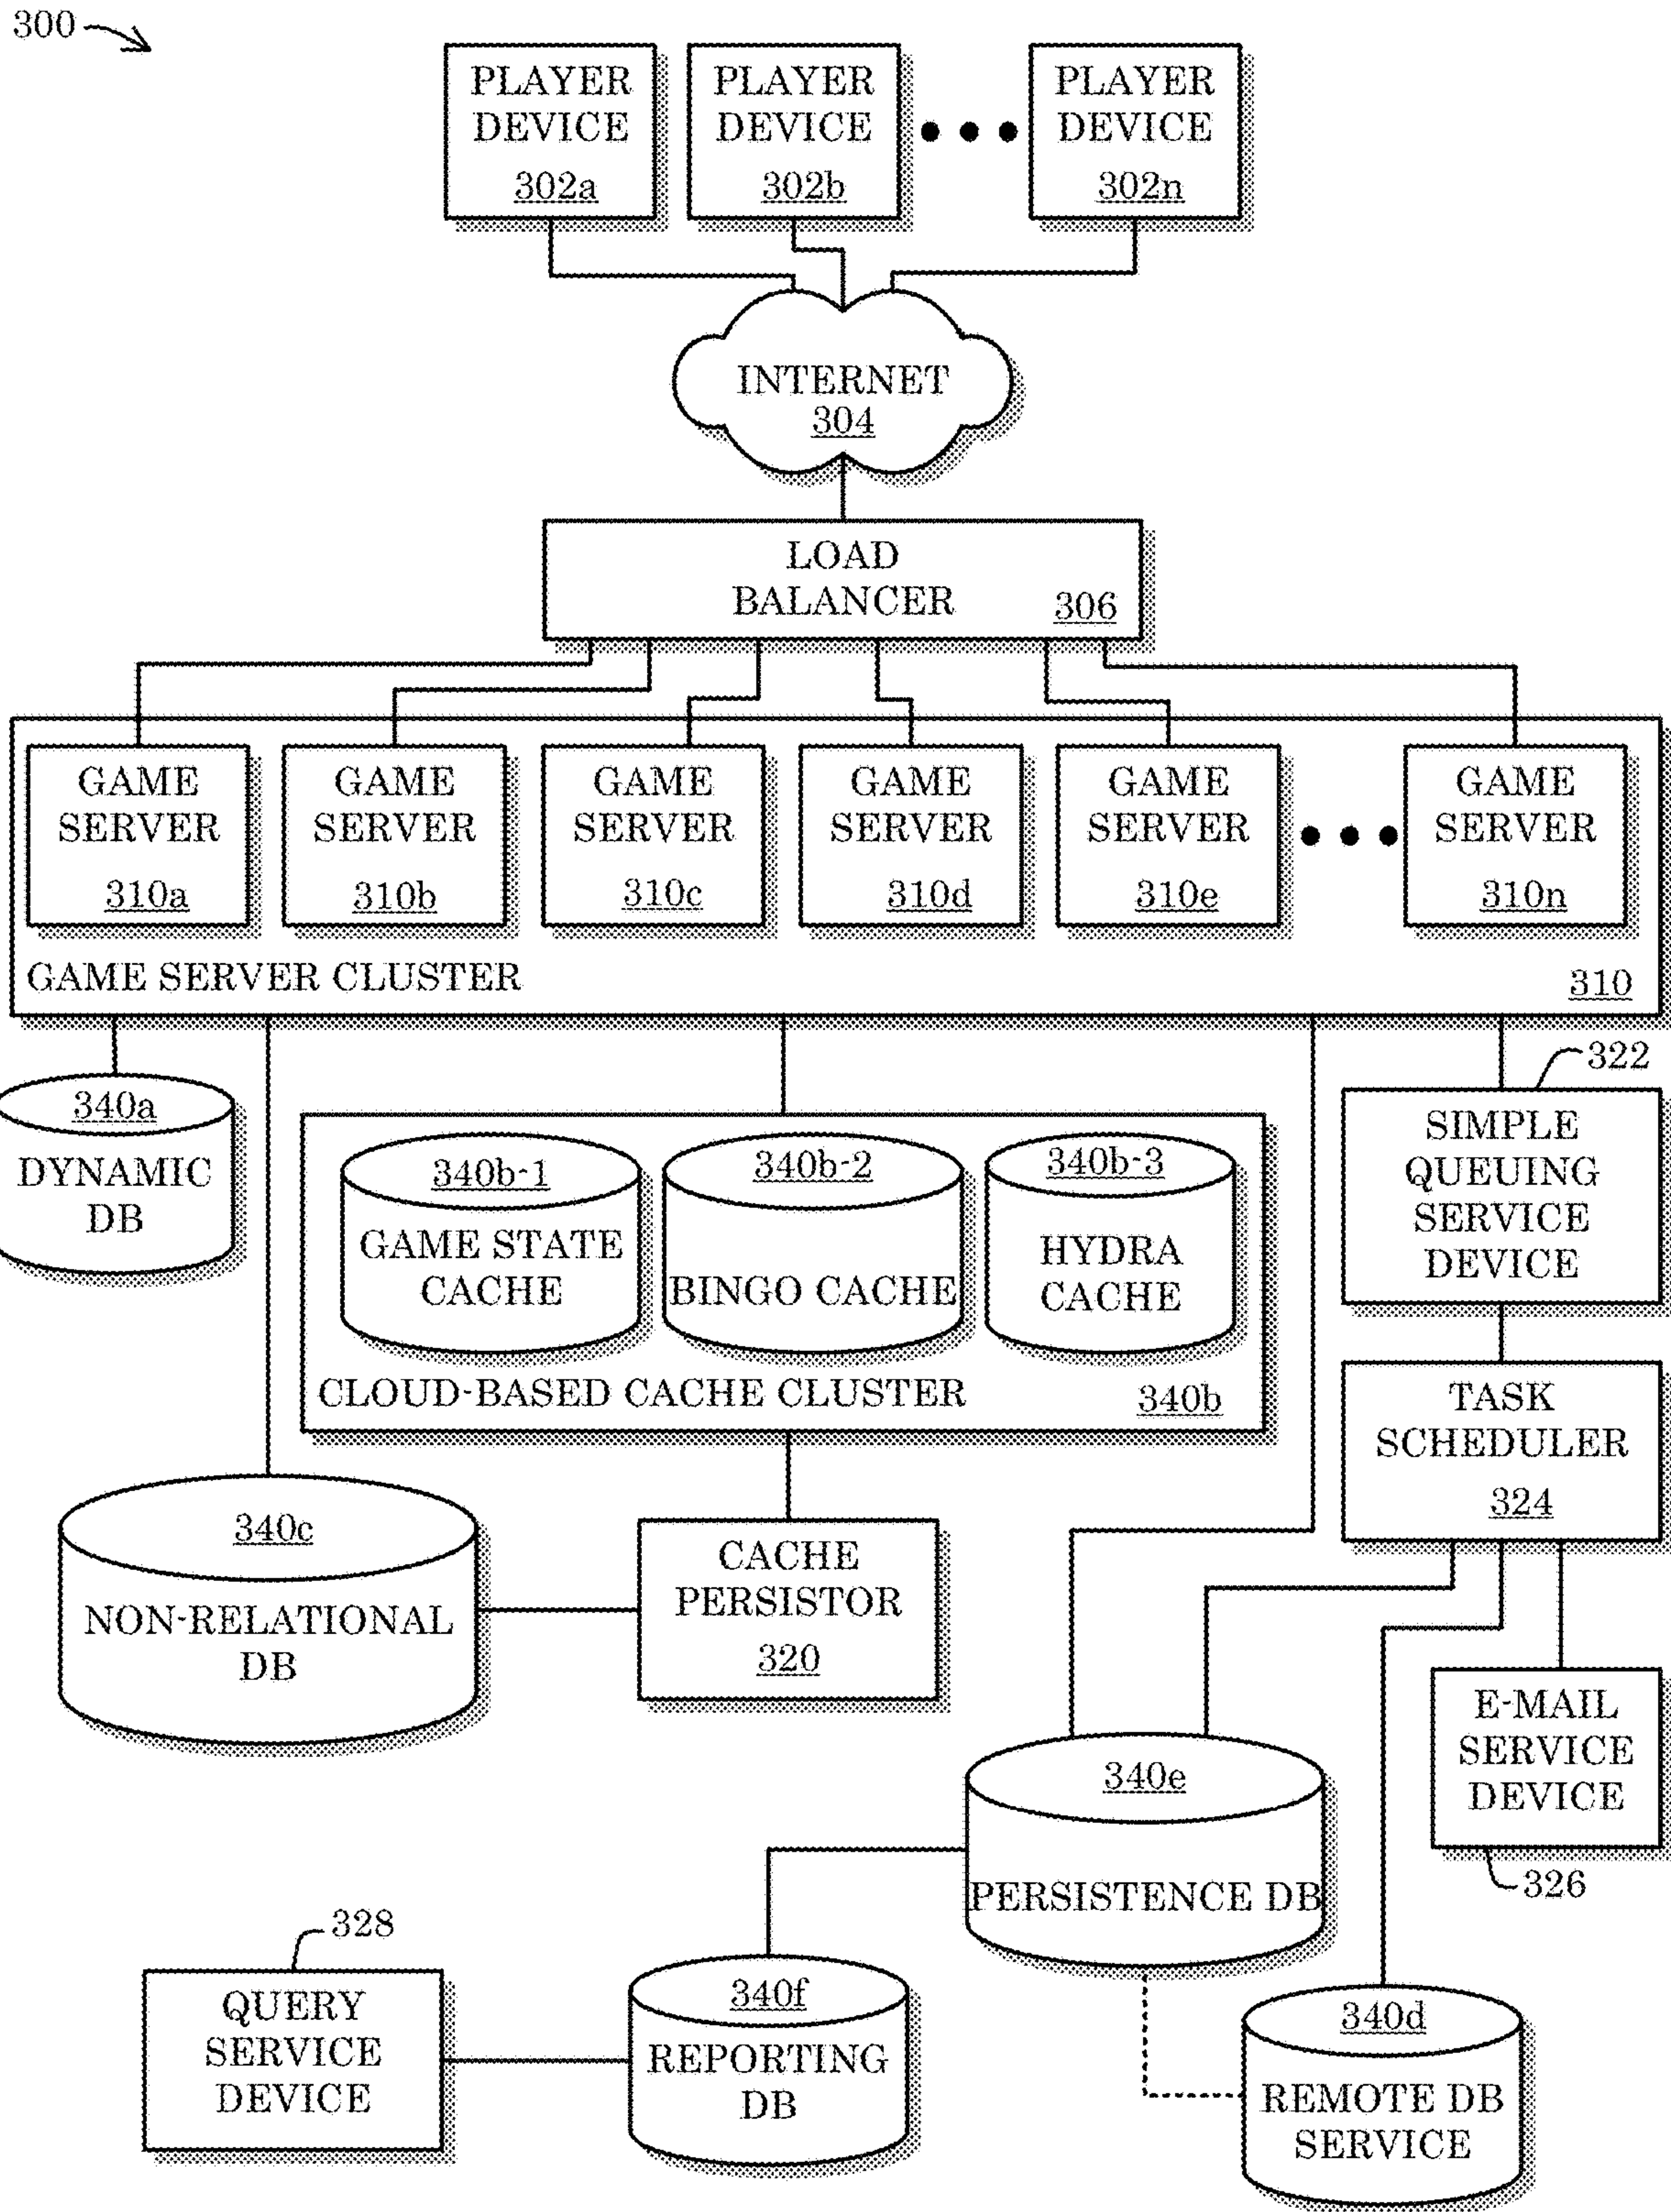 300
PLAYER
DEVICE
302a
PLAYER
DEVICE
302b
PLAYER
DEVICE
302n
INTERNET
304
LOAD
BALANCER
306
GAME
SERVER
310a
GAME
SERVER
310b
GAME
SERVER
310c
GAME
SERVER
310d
GAME
SERVER
310e
GAME
SERVER
310n
GAME SERVER CLUSTER
310
340a
DYNAMIC
DB
340b-1
GAME STATE
CACHE
340b-2
BINGO CACHE
340b-3
HYDRA
CACHE
CLOUD-BASED CACHE CLUSTER
340b
322
SIMPLE
QUEUING
SERVICE
DEVICE
TASK
SCHEDULER
324
340c
NON-RELATIONAL
DB
CACHE
PERSISTOR
320
E-MAIL
SERVICE
DEVICE
326
340e
PERSISTENCE DB
328
QUERY
SERVICE
DEVICE
340f
REPORTING
DB
340d
REMOTE DB
SERVICE